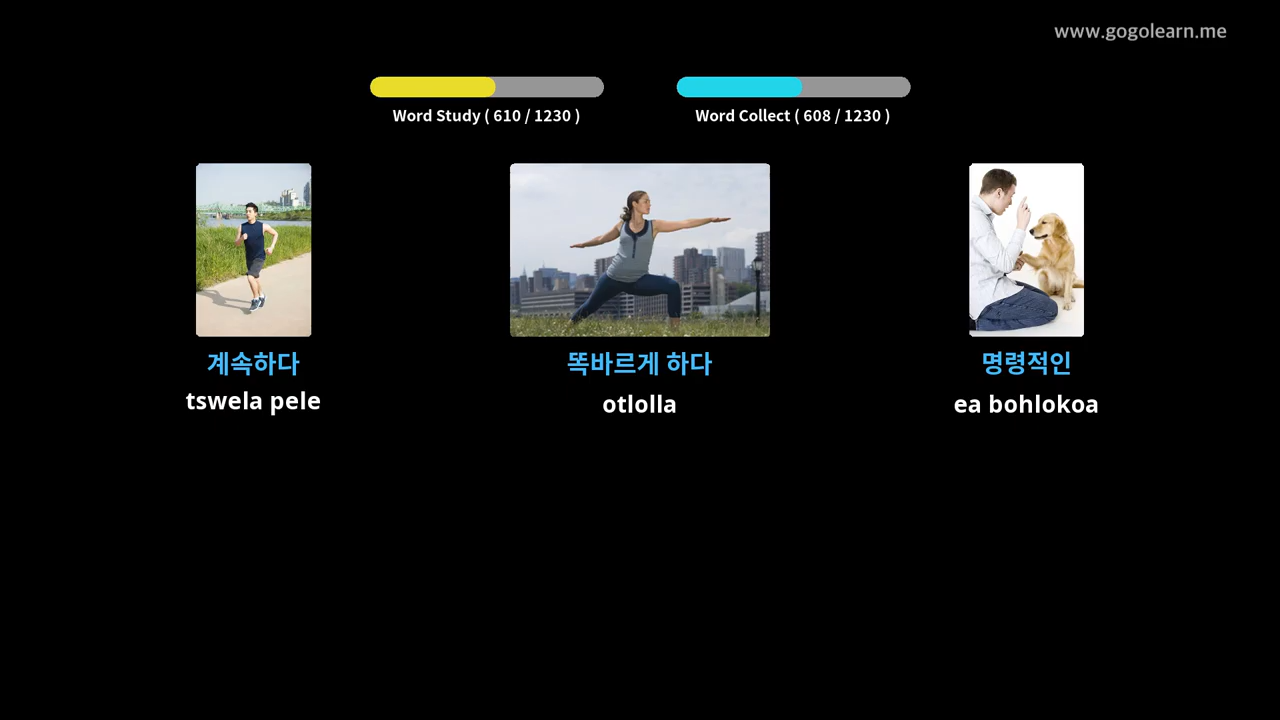 www.gogolearn.me
Word Study ( 610 / 1230 )
Word Collect ( 608 / 1230 )
계속하다
tswela pele
똑바르게 하다
otlolla
명령적인
ea bohlokoa